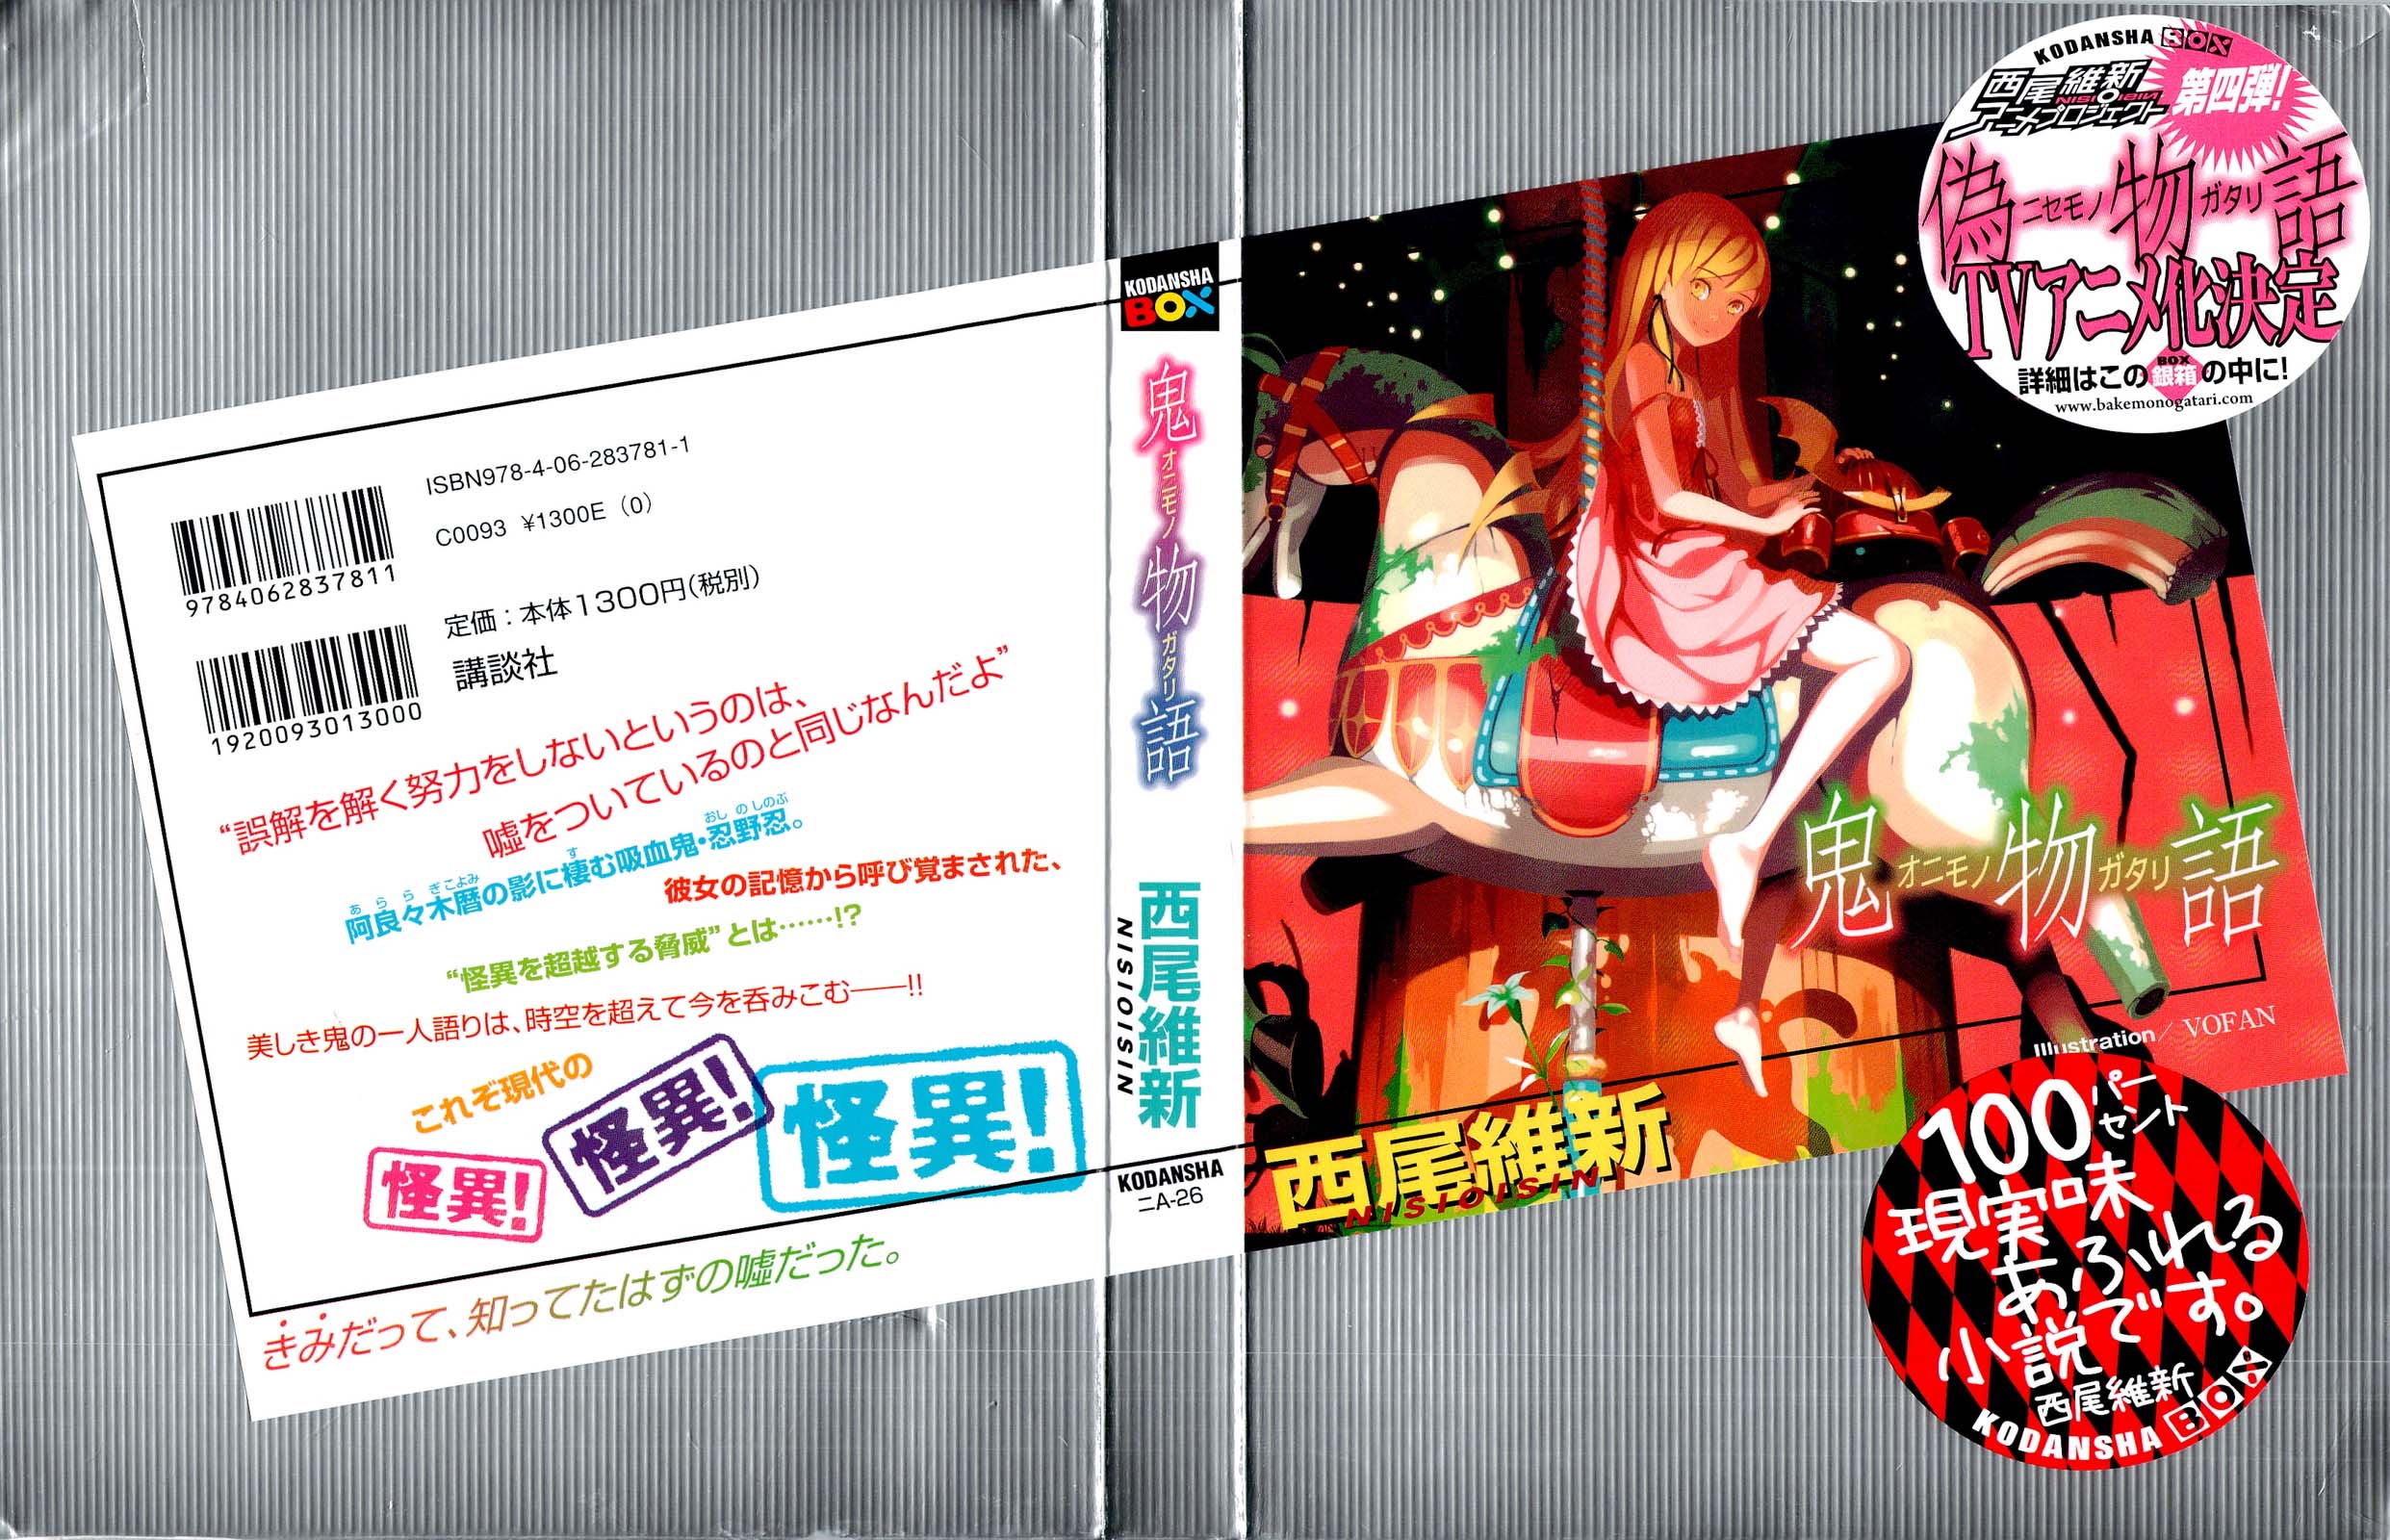 ISBN978-4-06-283781-1
C0093 ¥1300E (0)
9784062837811
定価：本体1300円(税別)
講談社
1920093013000
“誤解を解く努力をしないというのは、
嘘をついているのと同じなんだよ”
阿良々木暦の影に棲む吸血鬼・忍野忍。
あららぎこよみ
す
おしのしのぶ
彼女の記憶から呼び覚まされた、
“怪異を超越する脅威”とは……!?
美しき鬼の一人語りは、時空を超えて今を呑みこむ――!!
これぞ現代の
怪異!
怪異!
怪異!
きみだって、知ってたはずの嘘だった。
KODANSHA
BOX
鬼物語
オニモノガタリ
西尾維新
NISIOISIN
KODANSHA
ニA-26
KODANSHA BOX
西尾維新
NISIOISIN
アニメプロジェクト
第四弾!
偽物語
ニセモノガタリ
TVアニメ化決定
詳細はこの銀箱の中に!
BOX
www.bakemonogatari.com
鬼物語
オニモノガタリ
Illustration／VOFAN
西尾維新
NISIOISIN
100パーセント
現実味
あふれる
小説です。
西尾維新
KODANSHA BOX